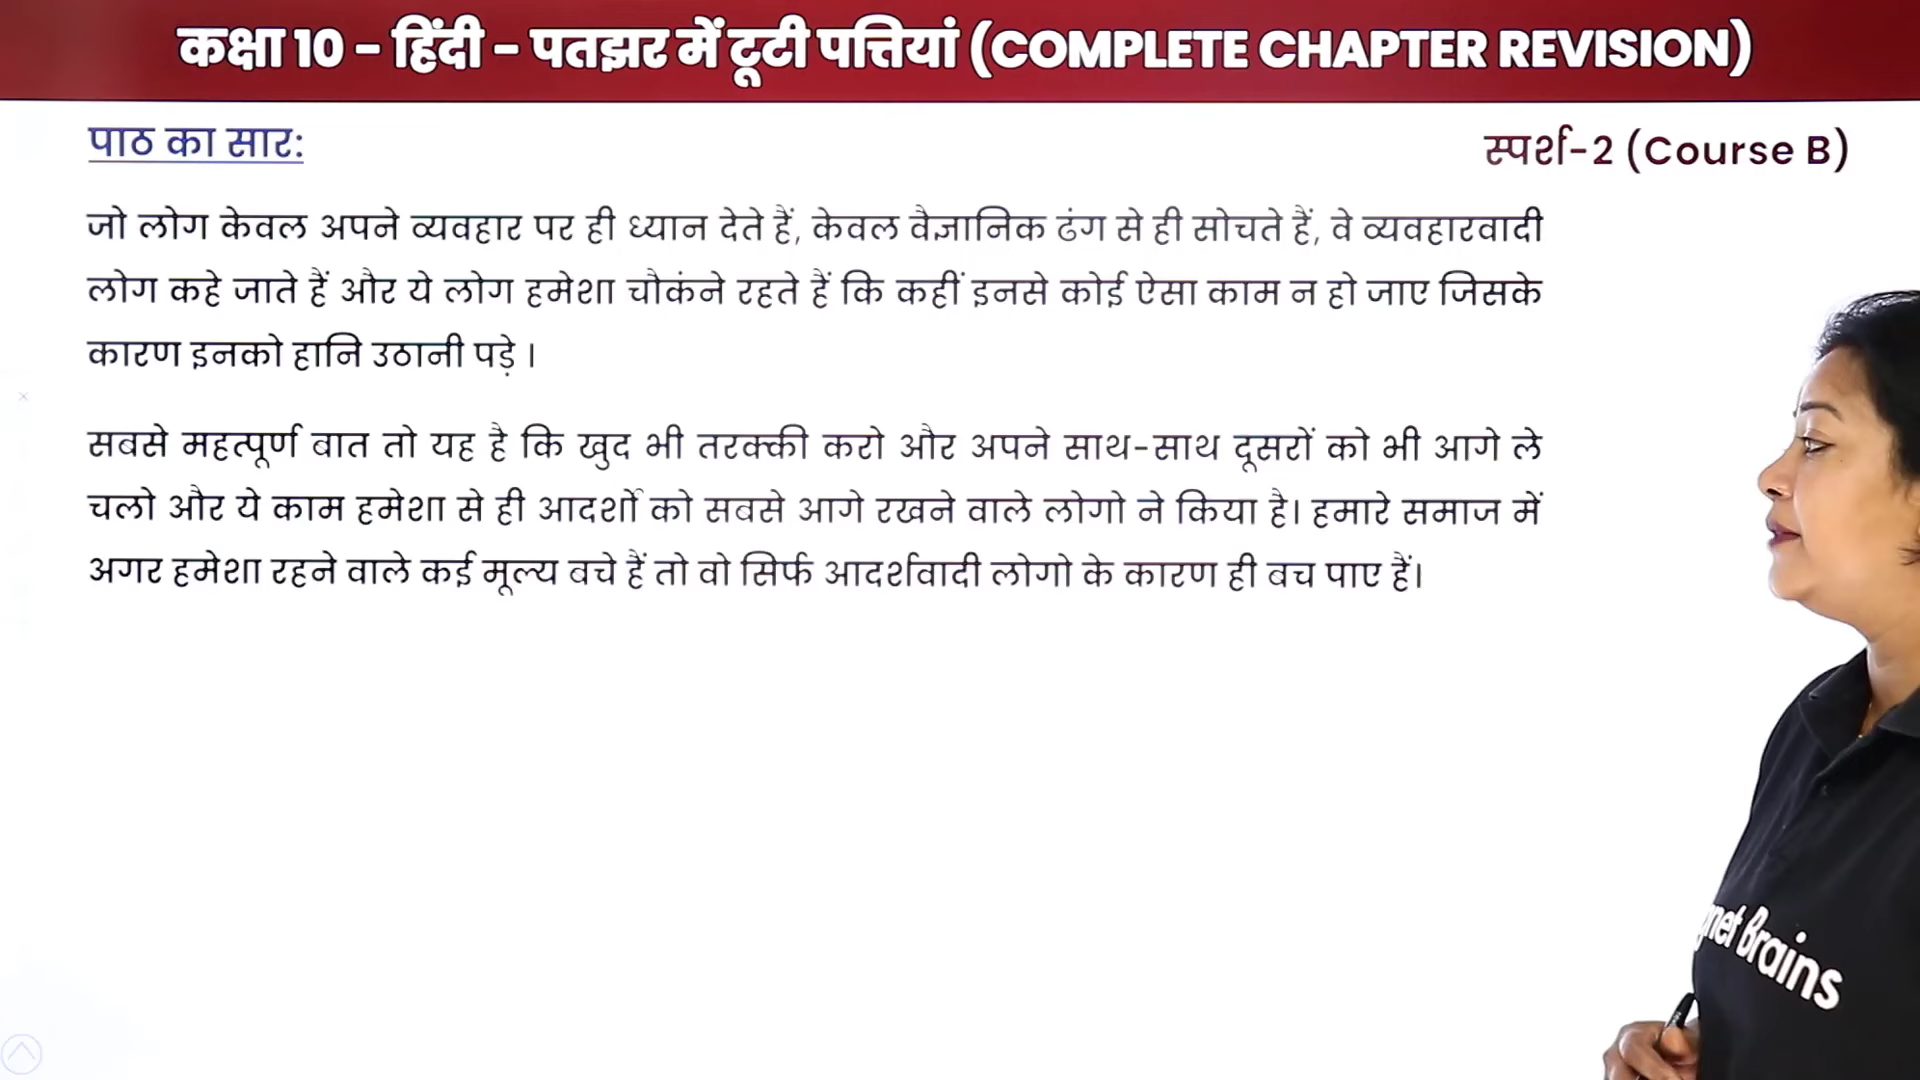 कक्षा 10 - हिंदी - पतझर में टूटी पत्तियां (COMPLETE CHAPTER REVISION)
पाठ का सार:
स्पर्श-2 (Course B)
जो लोग केवल अपने व्यवहार पर ही ध्यान देते हैं, केवल वैज्ञानिक ढंग से ही सोचते हैं, वे व्यवहारवादी
लोग कहे जाते हैं और ये लोग हमेशा चौकंने रहते हैं कि कहीं इनसे कोई ऐसा काम न हो जाए जिसके
कारण इनको हानि उठानी पड़े ।
सबसे महत्पूर्ण बात तो यह है कि खुद भी तरक्की करो और अपने साथ-साथ दूसरों को भी आगे ले
चलो और ये काम हमेशा से ही आदर्शों को सबसे आगे रखने वाले लोगो ने किया है। हमारे समाज में
अगर हमेशा रहने वाले कई मूल्य बचे हैं तो वो सिर्फ आदर्शवादी लोगो के कारण ही बच पाए हैं।
gnet Brains